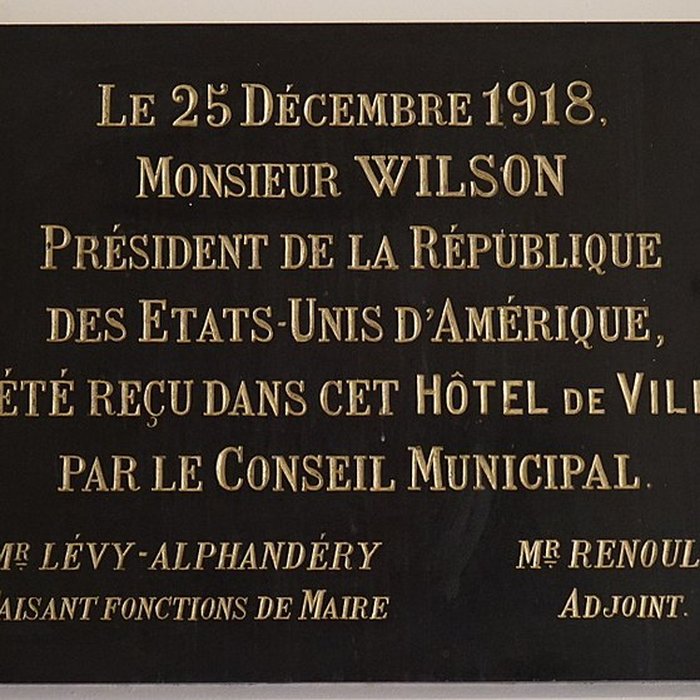 LE 25 DÉCEMBRE 1918,
MONSIEUR WILSON
PRÉSIDENT DE LA RÉPUBLIQUE
DES ETATS-UNIS D'AMÉRIQUE,
ÉTÉ REÇU DANS CET HÔTEL DE VILL
PAR LE CONSEIL MUNICIPAL.
MR LÉVY-ALPHANDÉRY
AISANT FONCTIONS DE MAIRE
MR RENOUL
ADJOINT.